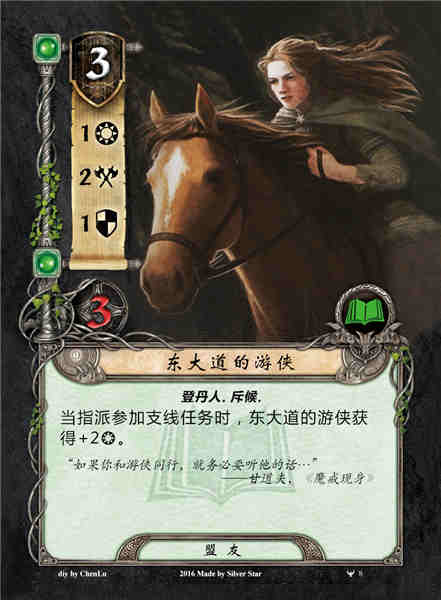 3
1
2
1
3
东大道的游侠
登丹人. 斥候.
当指派参加支线任务时，东大道的游侠获
得+2。
“如果你和游侠同行，就务必要听他的话…”
——甘道夫，《魔戒现身》
盟友
diy by ChenLu 2016 Made by Silver Star 8